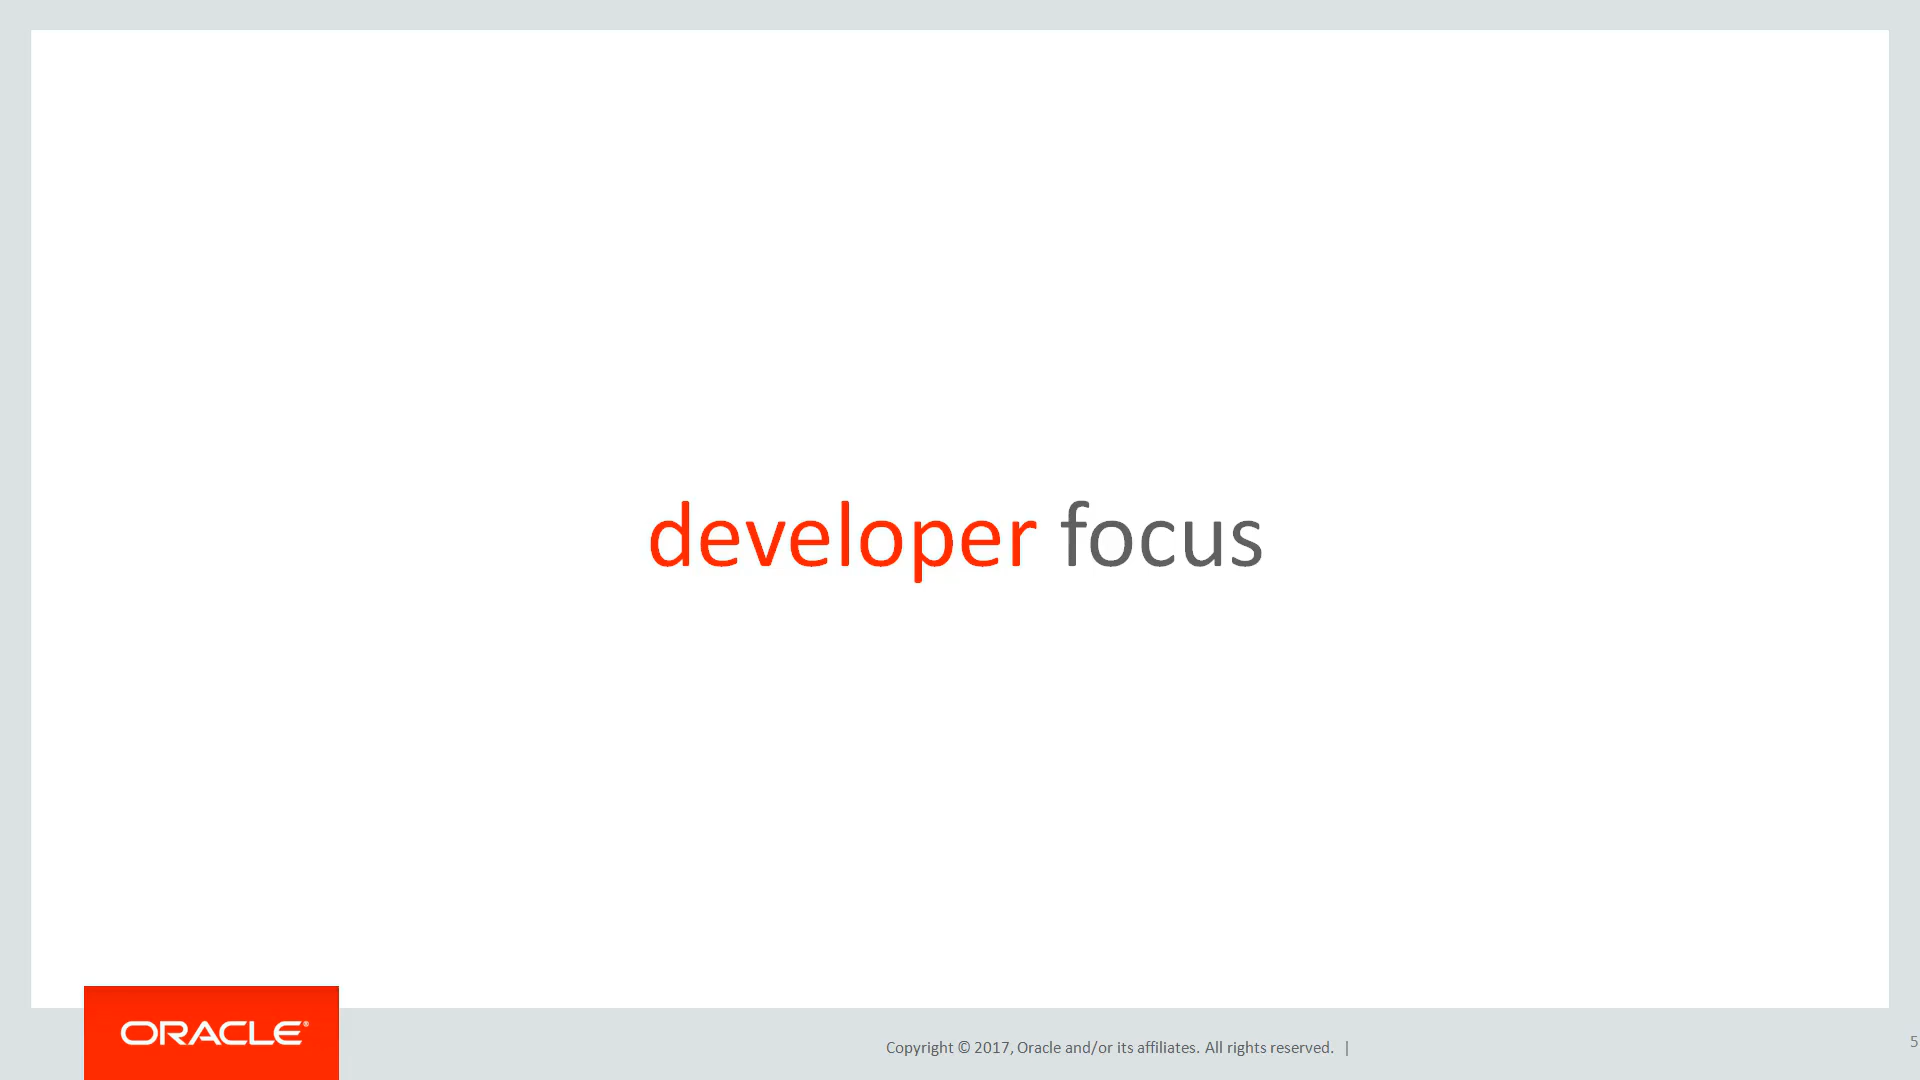 developer focus
ORACLE®
Copyright © 2017, Oracle and/or its affiliates. All rights reserved. |
5